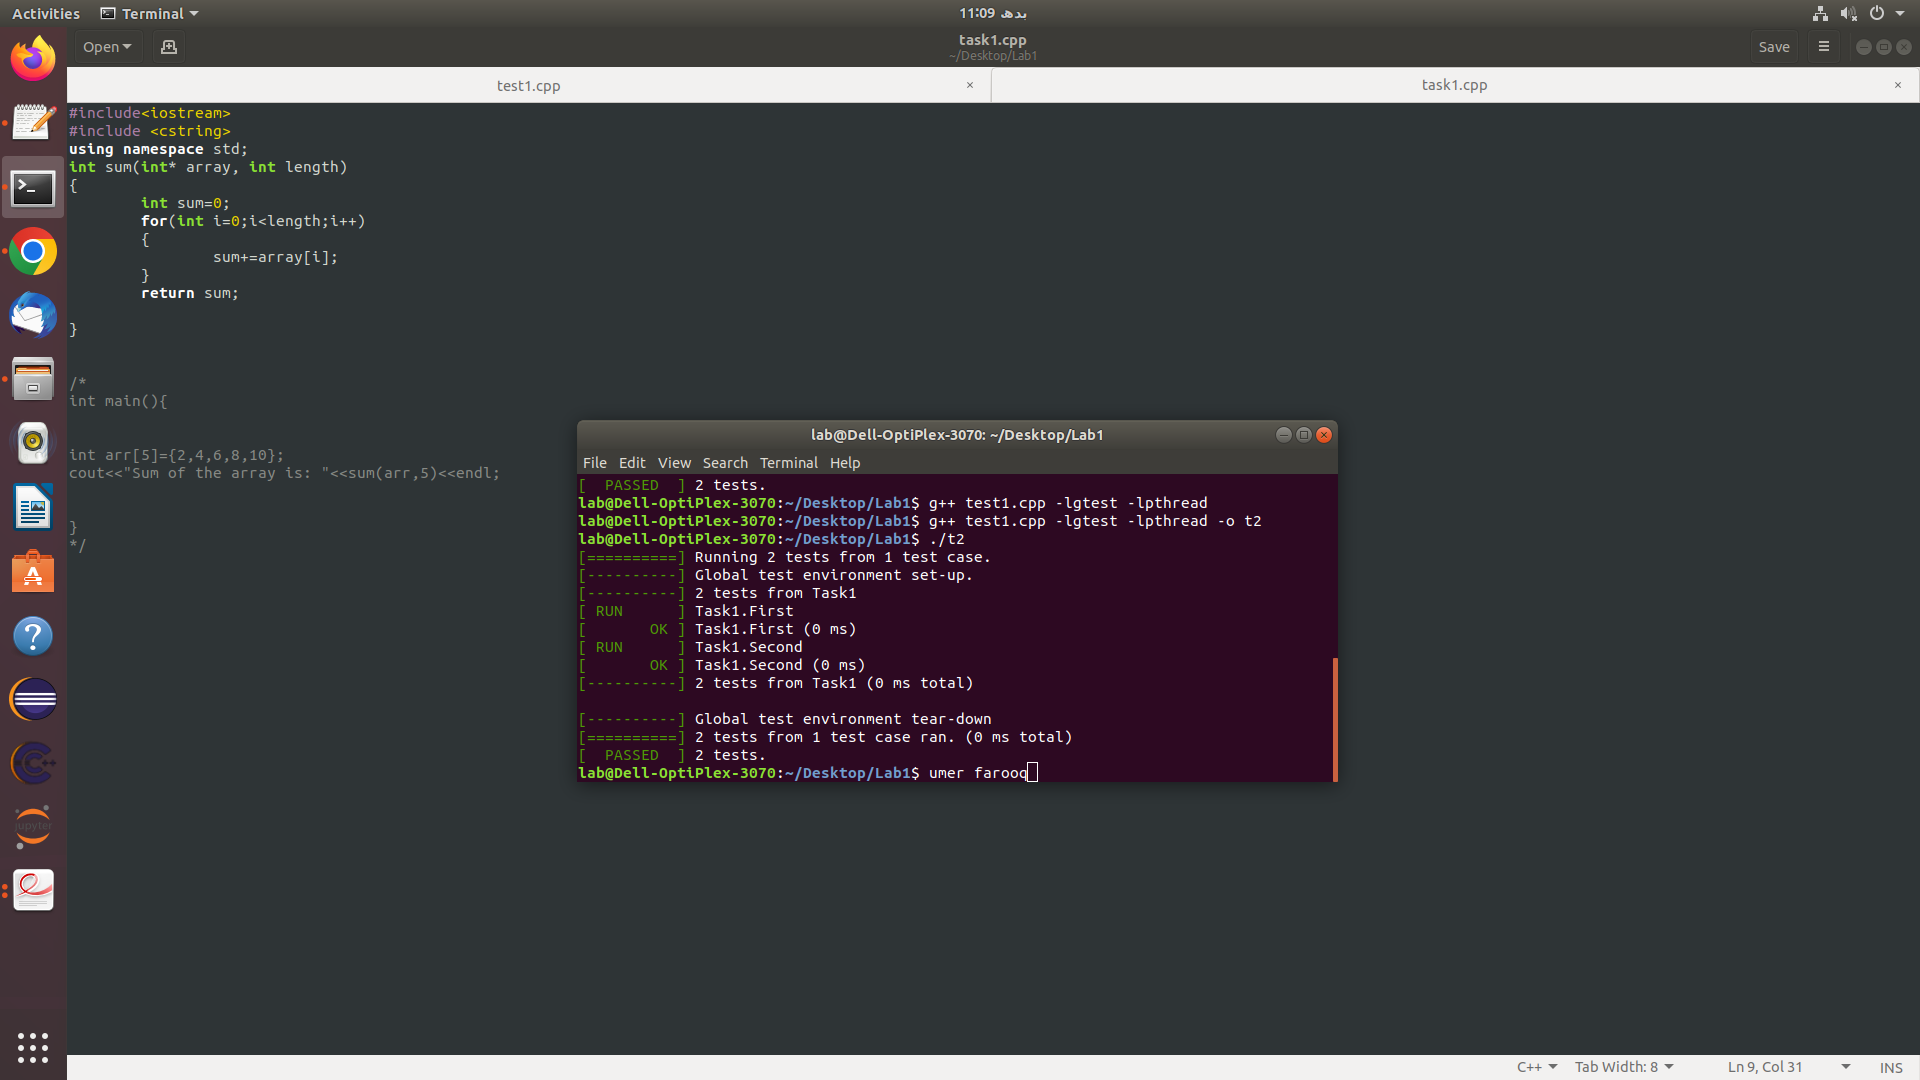 Activities Terminal 11:09 بدھ
Open task1.cpp Save
~/Desktop/Lab1
test1.cpp × task1.cpp ×
#include<iostream>
#include <cstring>
using namespace std;
int sum(int* array, int length)
{
int sum=0;
for(int i=0;i<length;i++)
{
sum+=array[i];
}
return sum;
}
/*
int main(){
int arr[5]={2,4,6,8,10};
cout<<"Sum of the array is: "<<sum(arr,5)<<endl;
}
*/
lab@Dell-OptiPlex-3070: ~/Desktop/Lab1
File Edit View Search Terminal Help
[  PASSED  ] 2 tests.
lab@Dell-OptiPlex-3070:~/Desktop/Lab1$ g++ test1.cpp -lgtest -lpthread
lab@Dell-OptiPlex-3070:~/Desktop/Lab1$ g++ test1.cpp -lgtest -lpthread -o t2
lab@Dell-OptiPlex-3070:~/Desktop/Lab1$ ./t2
[==========] Running 2 tests from 1 test case.
[----------] Global test environment set-up.
[----------] 2 tests from Task1
[ RUN      ] Task1.First
[       OK ] Task1.First (0 ms)
[ RUN      ] Task1.Second
[       OK ] Task1.Second (0 ms)
[----------] 2 tests from Task1 (0 ms total)
[----------] Global test environment tear-down
[==========] 2 tests from 1 test case ran. (0 ms total)
[  PASSED  ] 2 tests.
lab@Dell-OptiPlex-3070:~/Desktop/Lab1$ umer farooq
jupyter
C++ Tab Width: 8 Ln 9, Col 31 INS